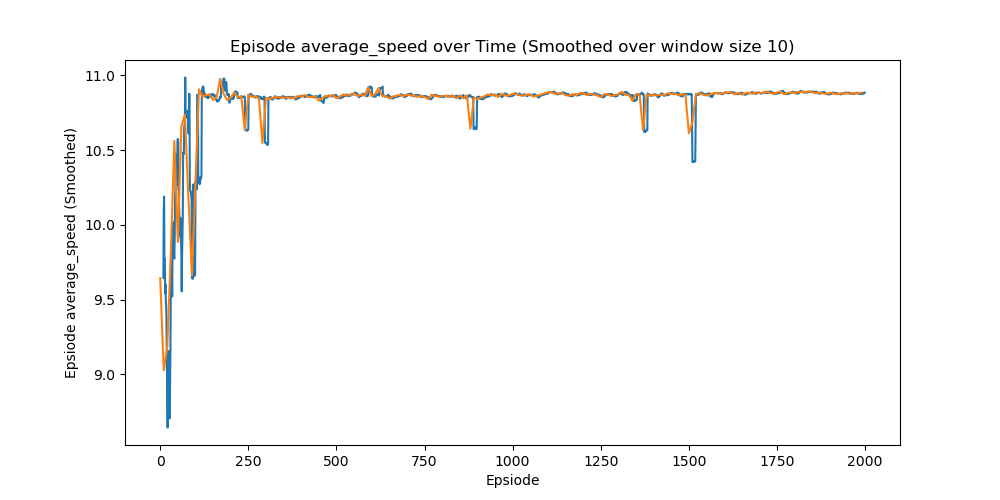 Episode average_speed over Time (Smoothed over window size 10)
Epsiode average_speed (Smoothed)
11.0
10.5
10.0
9.5
9.0
0 250 500 750 1000 1250 1500 1750 2000
Epsiode